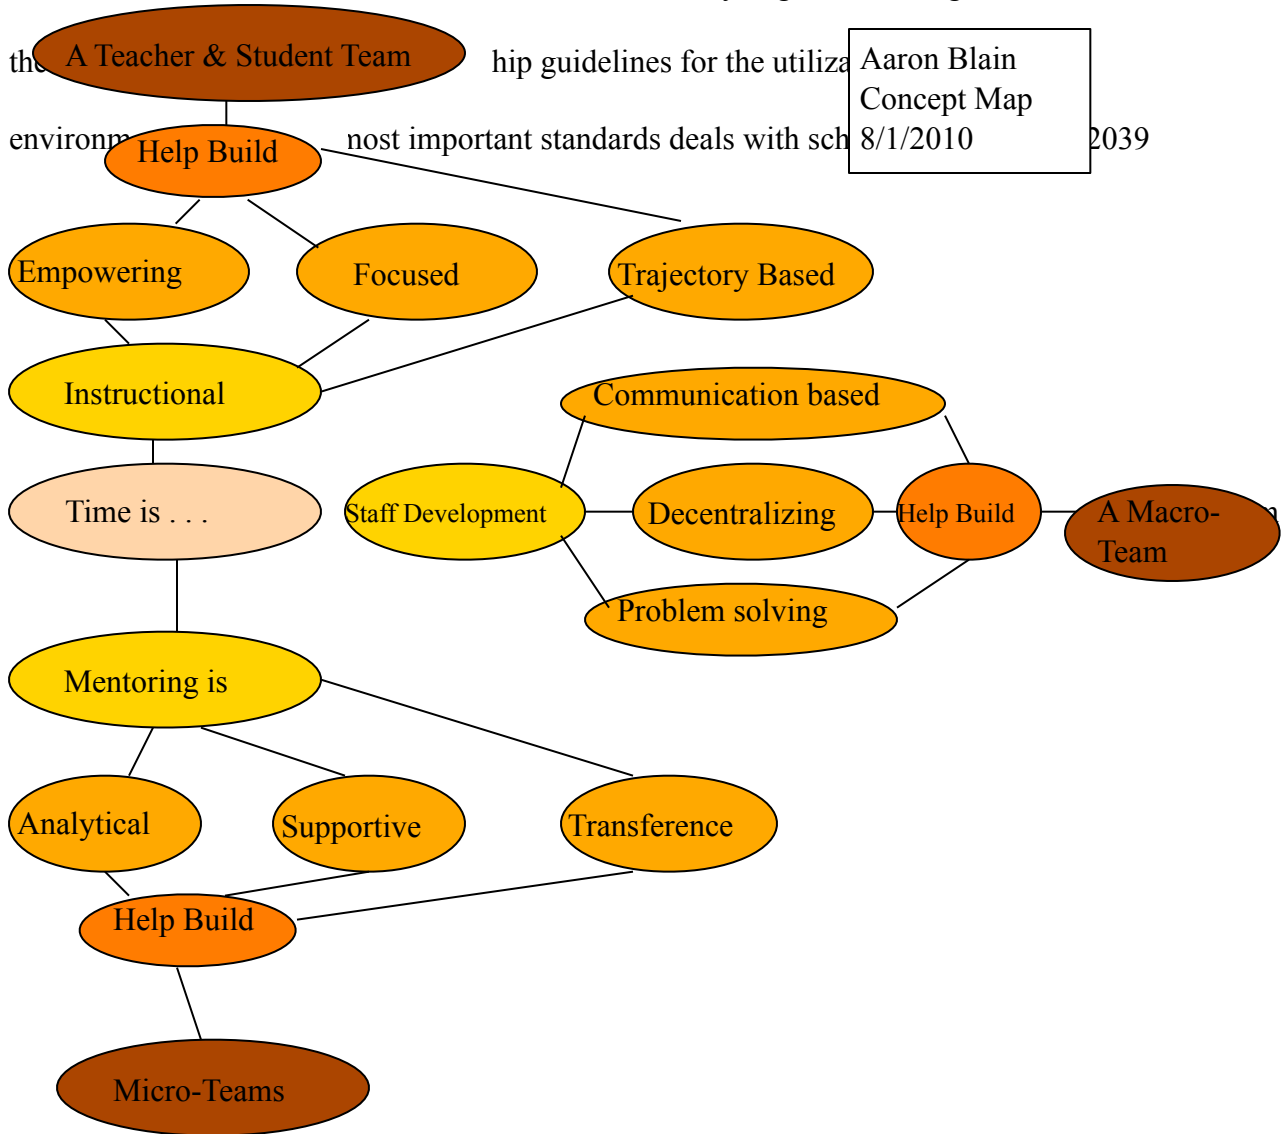 A Teacher & Student Team
hip guidelines for the utiliza
Aaron Blain
Concept Map
8/1/2010
environm
most important standards deals with sch
2039
Help Build
Empowering
Focused
Trajectory Based
Instructional
Communication based
Time is . . .
Staff Development
Decentralizing
Help Build
A Macro-
Team
Problem solving
Mentoring is
Analytical
Supportive
Transference
Help Build
Micro-Teams